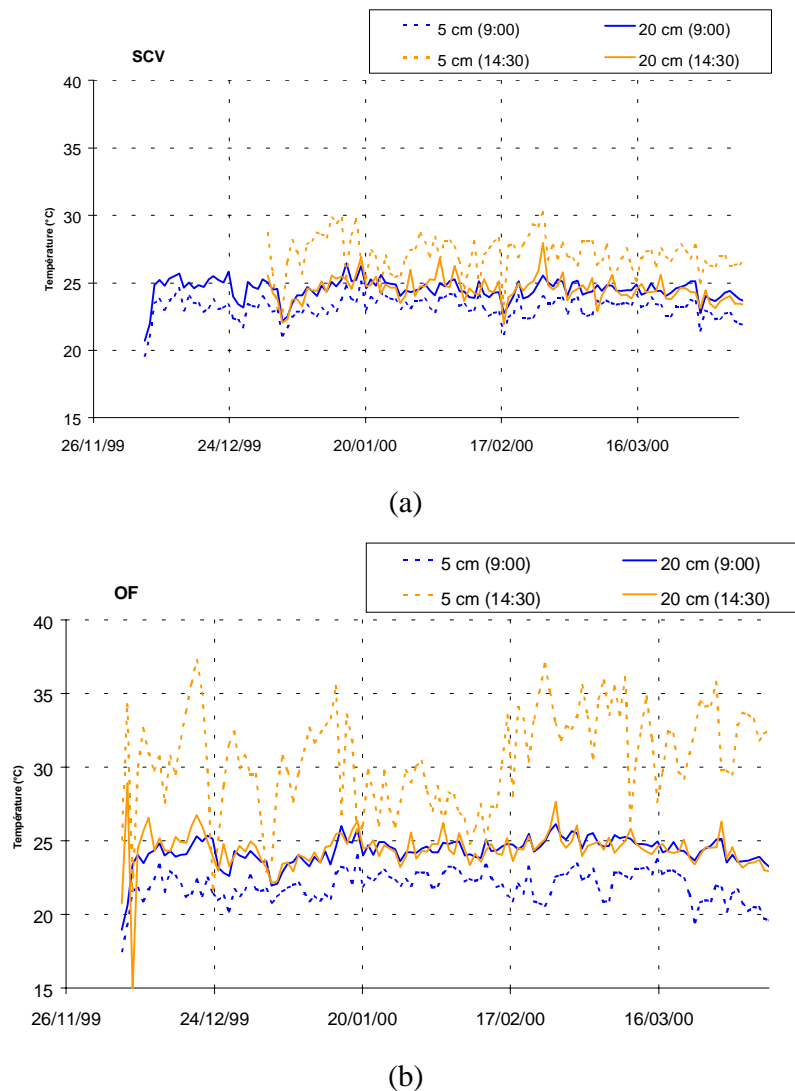 5 cm (9:00) 20 cm (9:00)
SCV
5 cm (14:30) 20 cm (14:30)
40
35
30
Température (°C)
25
20
15
26/11/99 24/12/99 20/01/00 17/02/00 16/03/00
(a)
5 cm (9:00) 20 cm (9:00)
OF
5 cm (14:30) 20 cm (14:30)
40
35
30
Température (°C)
25
20
15
26/11/99 24/12/99 20/01/00 17/02/00 16/03/00
(b)